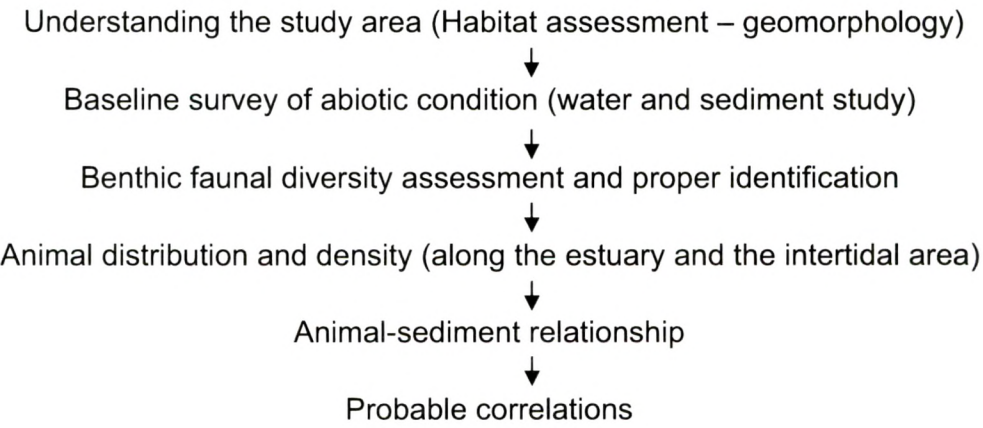 Understanding the study area (Habitat assessment – geomorphology)
Baseline survey of abiotic condition (water and sediment study)
Benthic faunal diversity assessment and proper identification
Animal distribution and density (along the estuary and the intertidal area)
Animal-sediment relationship
Probable correlations